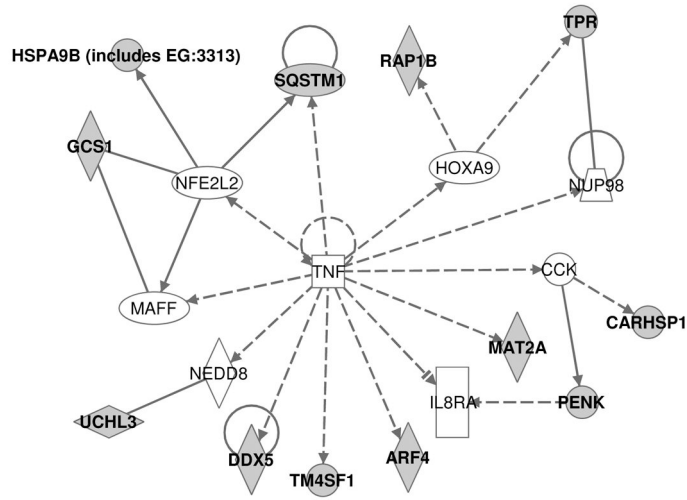 TPR
HSPA9B (includes EG:3313)
RAP1B
SQSTM1
GCS1
HOXA9
NFE2L2
NUP98
TNF
CCK
MAFF
CARHSP1
MAT2A
NEDD8
IL8RA
PENK
UCHL3
DDX5
ARF4
TM4SF1